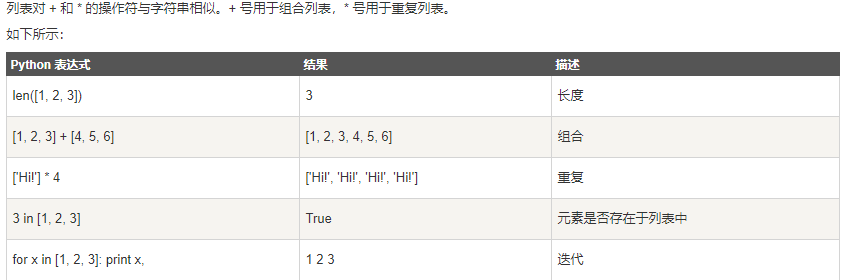 列表对 + 和 * 的操作符与字符串相似。+ 号用于组合列表，* 号用于重复列表。
如下所示：
Python 表达式 结果 描述
len([1, 2, 3]) 3 长度
[1, 2, 3] + [4, 5, 6] [1, 2, 3, 4, 5, 6] 组合
['Hi!'] * 4 ['Hi!', 'Hi!', 'Hi!', 'Hi!'] 重复
3 in [1, 2, 3] True 元素是否存在于列表中
for x in [1, 2, 3]: print x, 1 2 3 迭代